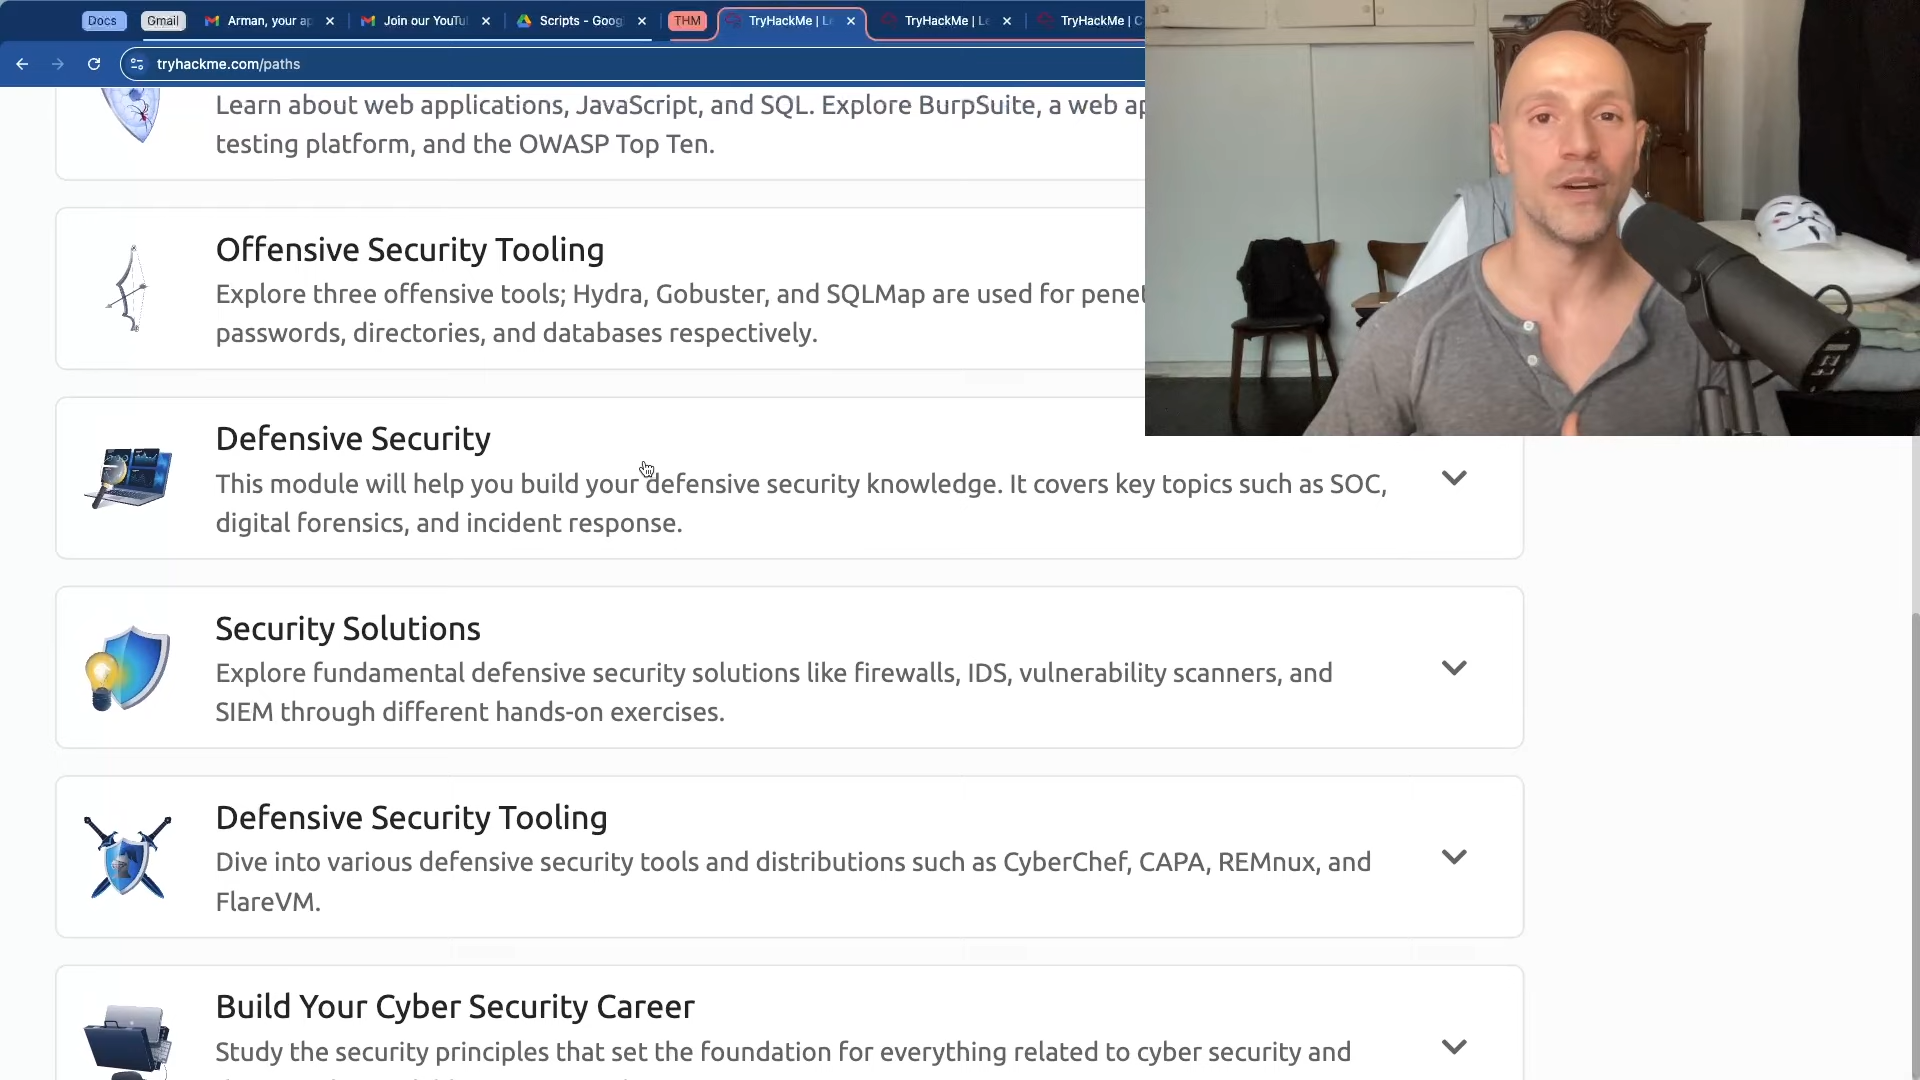 Docs
Gmail
Arman, your ap
Join our YouTu
Scripts - Goog
THM
TryHackMe | Le
TryHackMe | Le
TryHackMe | C
tryhackme.com/paths
Learn about web applications, JavaScript, and SQL. Explore BurpSuite, a web ap
testing platform, and the OWASP Top Ten.
Offensive Security Tooling
Explore three offensive tools; Hydra, Gobuster, and SQLMap are used for penet
passwords, directories, and databases respectively.
Defensive Security
This module will help you build your defensive security knowledge. It covers key topics such as SOC,
digital forensics, and incident response.
Security Solutions
Explore fundamental defensive security solutions like firewalls, IDS, vulnerability scanners, and
SIEM through different hands-on exercises.
Defensive Security Tooling
Dive into various defensive security tools and distributions such as CyberChef, CAPA, REMnux, and
FlareVM.
Build Your Cyber Security Career
Study the security principles that set the foundation for everything related to cyber security and